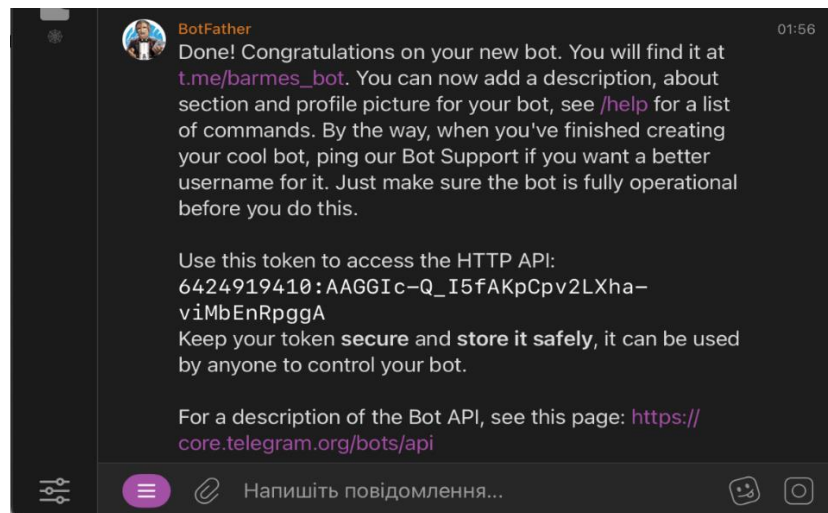 BotFather
01:56
Done! Congratulations on your new bot. You will find it at
t.me/barmes_bot. You can now add a description, about
section and profile picture for your bot, see /help for a list
of commands. By the way, when you've finished creating
your cool bot, ping our Bot Support if you want a better
username for it. Just make sure the bot is fully operational
before you do this.
Use this token to access the HTTP API:
6424919410:AAGGIc-Q_I5fAKpCpv2LXha-
viMbEnRpggA
Keep your token secure and store it safely, it can be used
by anyone to control your bot.
For a description of the Bot API, see this page: https://
core.telegram.org/bots/api
Напишіть повідомлення...